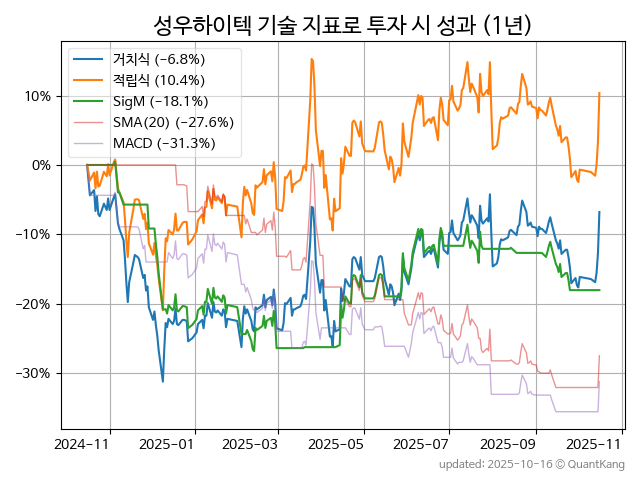 성우하이텍 기술 지표로 투자 시 성과 (1년)
거치식 (−6.8%)
적립식 (10.4%)
SigM (−18.1%)
SMA(20) (−27.6%)
MACD (−31.3%)
10%
0%
−10%
−20%
−30%
2024-11 2025-01 2025-03 2025-05 2025-07 2025-09 2025-11
updated: 2025-10-16 © QuantKang